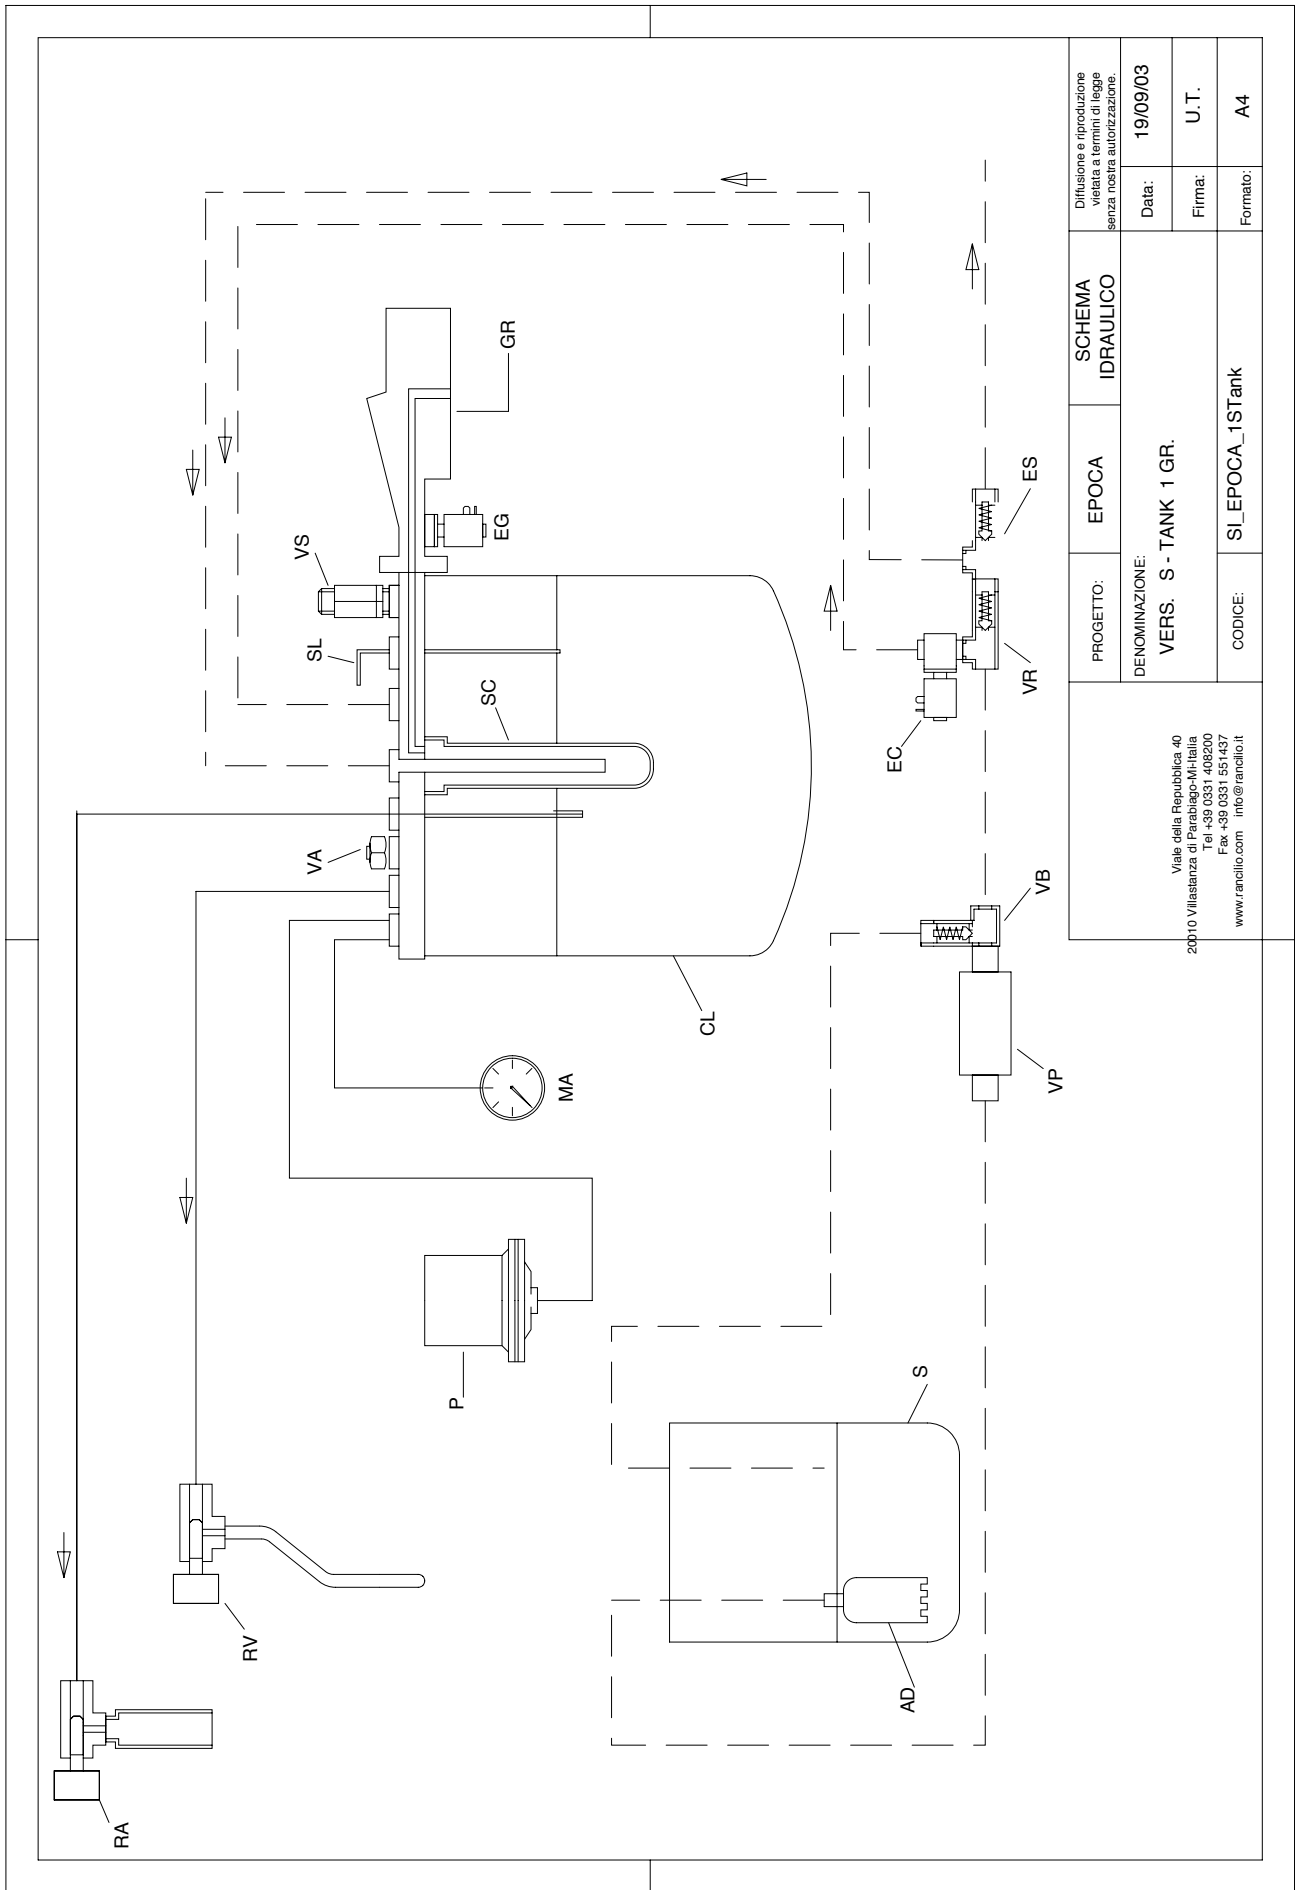 RA
RV
P
MA
VA
SL
VS
SC
EG
GR
CL
AD
S
VP
VB
EC
VR
ES
Viale della Repubblica 40
20010 Villastanza di Parabiago-MI-Italia
Tel +39 0331 408200
Fax +39 0331 551437
www.rancilio.com info@rancilio.it
PROGETTO:
EPOCA
SCHEMA
IDRAULICO
Diffusione e riproduzione
vietata a termini di legge
senza nostra autorizzazione.
DENOMINAZIONE:
VERS. S - TANK 1 GR.
Data:
19/09/03
Firma:
U.T.
CODICE:
SI_EPOCA_1STank
Formato:
A4